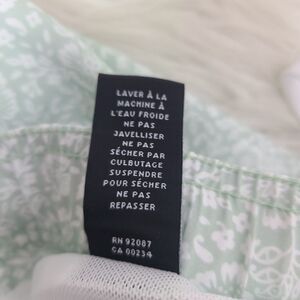 LAVER À LA
MACHINE À
L'EAU FROIDE
NE PAS
JAVELLISER
NE PAS
SÉCHER PAR
CULBUTAGE
SUSPENDRE
POUR SÉCHER
NE PAS
REPASSER
RN 92087
CA 00234